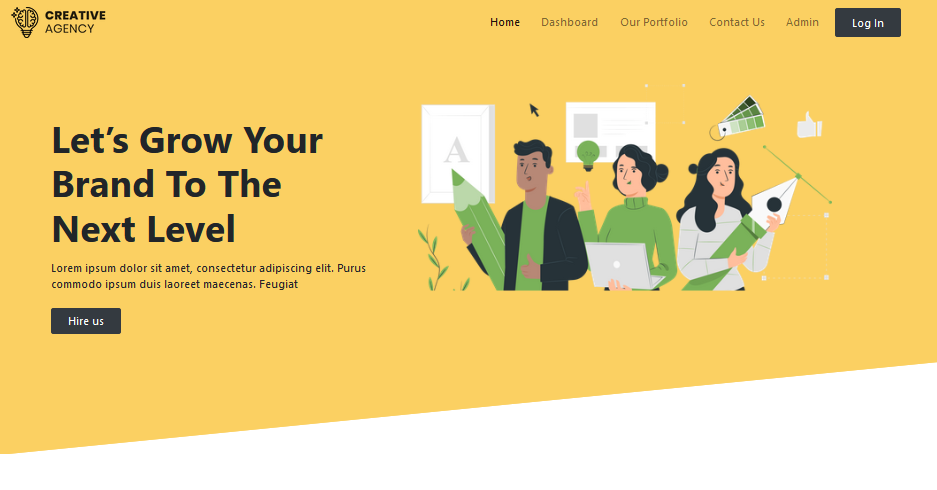 CREATIVE
AGENCY
Home Dashboard Our Portfolio Contact Us Admin Log In
Let’s Grow Your
Brand To The
Next Level
Lorem ipsum dolor sit amet, consectetur adipiscing elit. Purus
commodo ipsum duis laoreet maecenas. Feugiat
Hire us
A